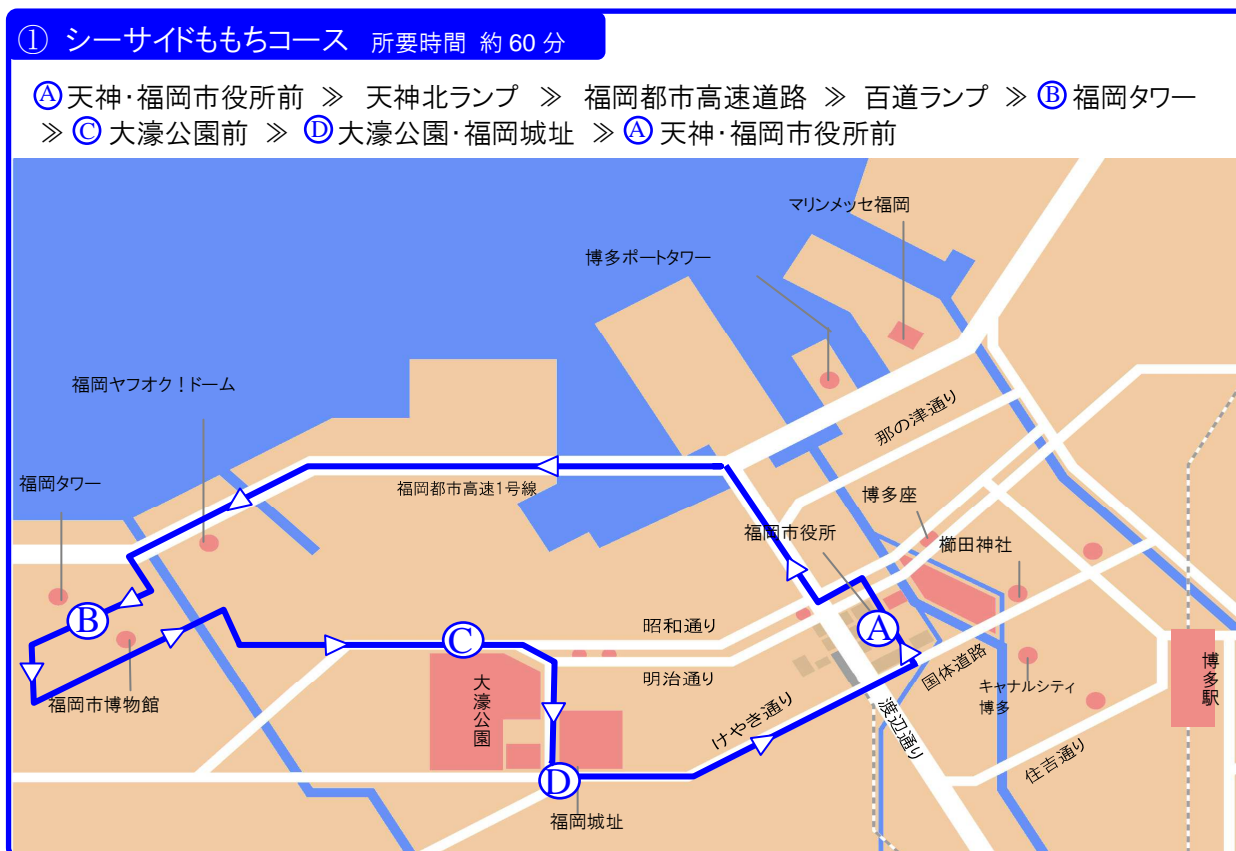 ① シーサイドももちコース 所要時間 約60分
Ⓐ天神・福岡市役所前 ≫ 天神北ランプ ≫ 福岡都市高速道路 ≫ 百道ランプ ≫ Ⓑ福岡タワー
≫ Ⓒ大濠公園前 ≫ Ⓓ大濠公園・福岡城址 ≫ Ⓐ天神・福岡市役所前
マリンメッセ福岡
博多ポートタワー
福岡ヤフオク!ドーム
那の津通り
福岡タワー
福岡都市高速1号線
博多座
福岡市役所
櫛田神社
B
昭和通り
C
A
明治通り
国体道路
大濠公園
キャナルシティ
博多
博多駅
福岡市博物館
けやき通り
渡辺通り
住吉通り
D
福岡城址